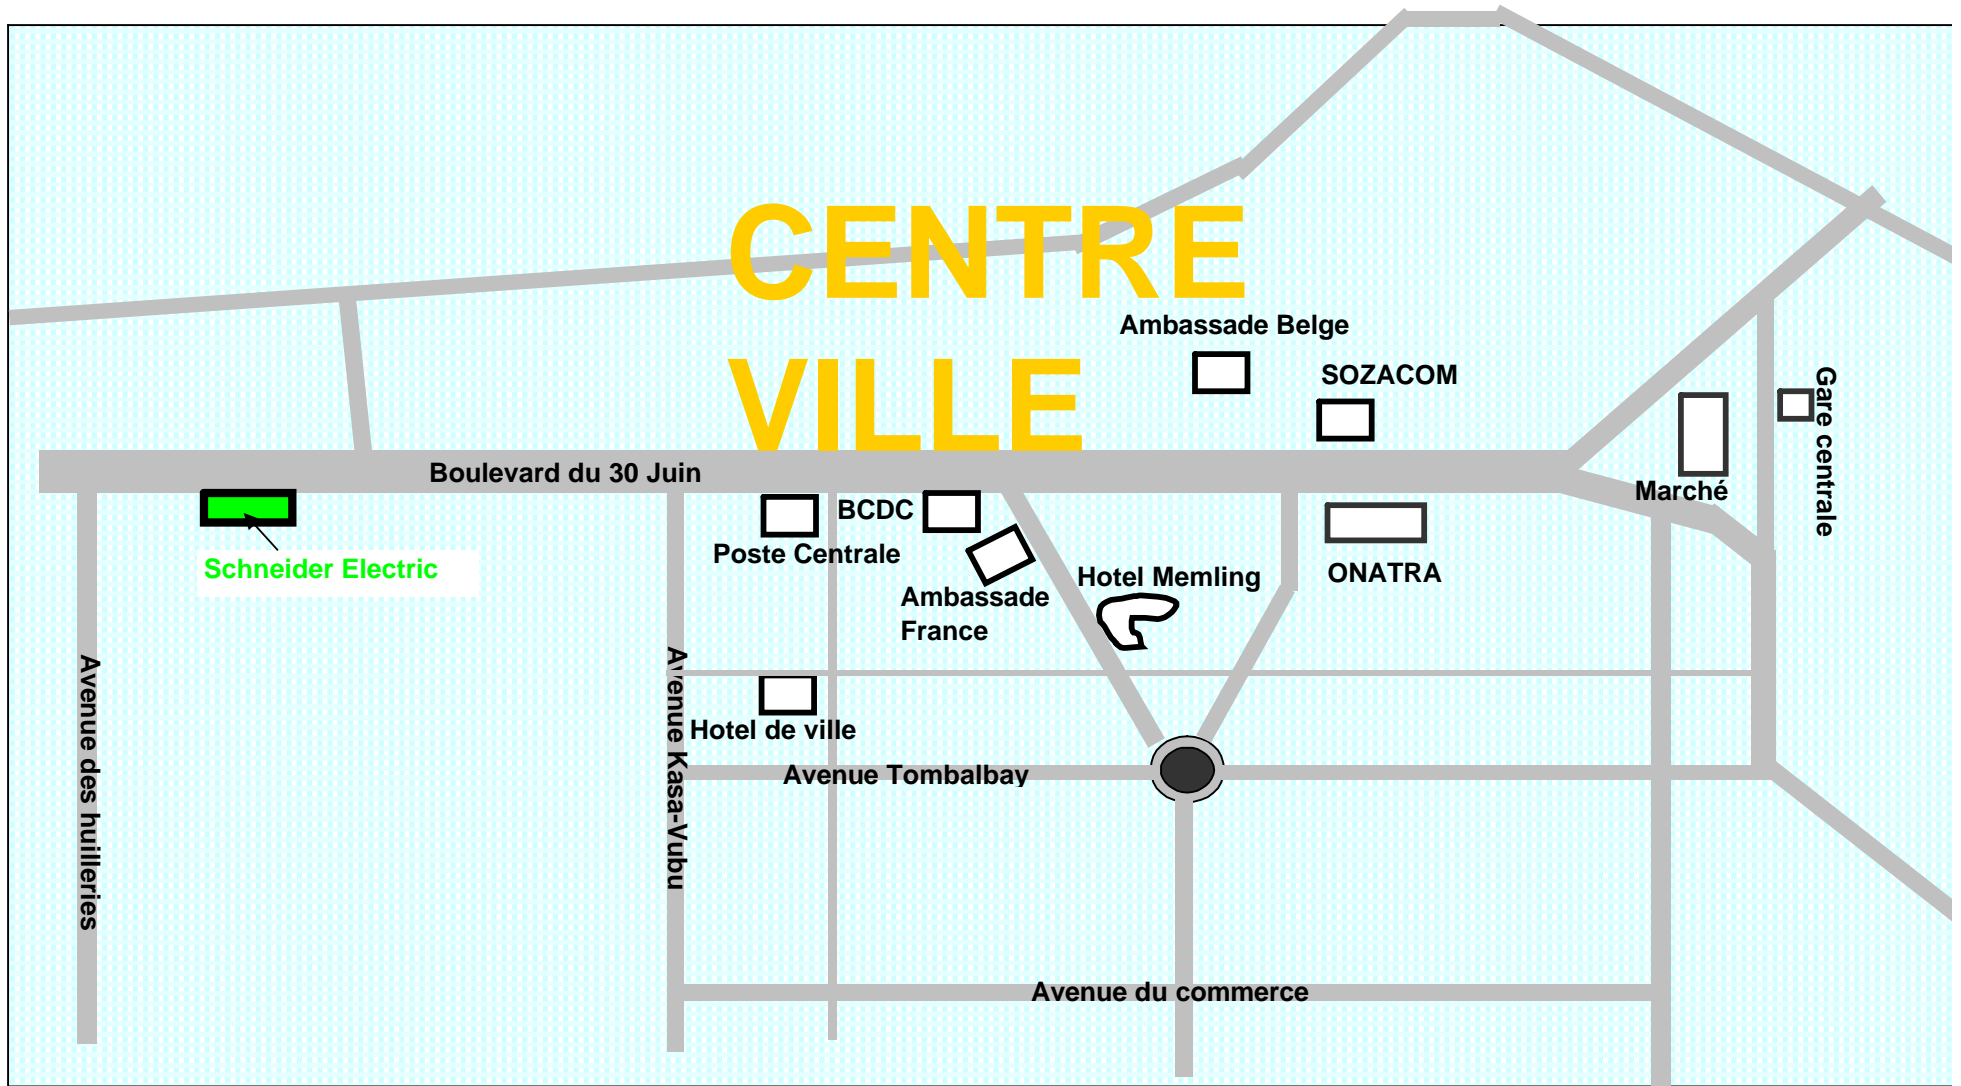 CENTRE
VILLE
Ambassade Belge
SOZACOM
Gare centrale
Boulevard du 30 Juin
Marché
BCDC
Poste Centrale
Schneider Electric
Hotel Memling
ONATRA
Ambassade
France
Avenue des huilleries
Avenue Kasa-Vubu
Hotel de ville
Avenue Tombalbay
Avenue du commerce